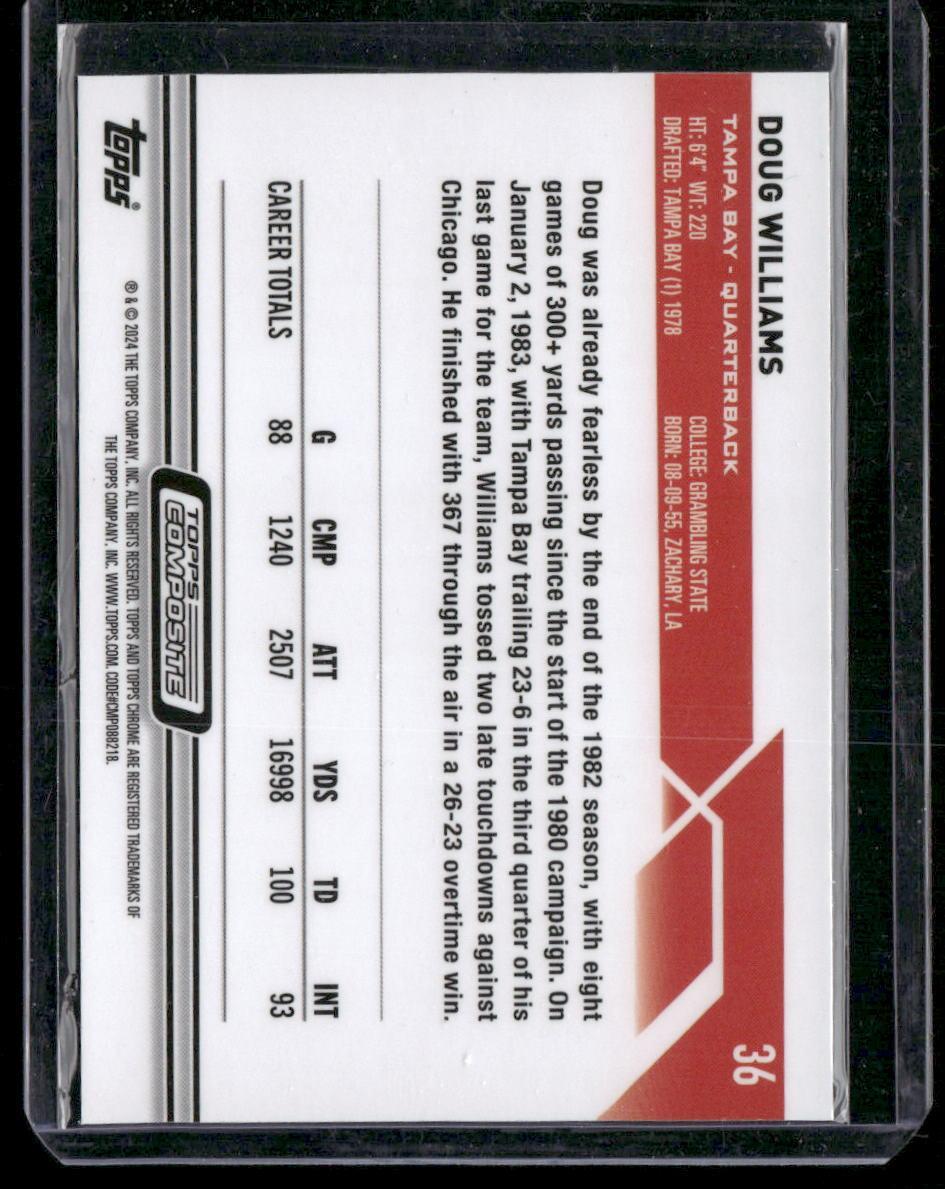 DOUG WILLIAMS
TAMPA BAY - QUARTERBACK
HT: 6'4" WT: 220
COLLEGE: GRAMBLING STATE
DRAFTED: TAMPA BAY (1) 1978
BORN: 08-09-55, ZACHARY, LA
36
Doug was already fearless by the end of the 1982 season, with eight
games of 300+ yards passing since the start of the 1980 campaign. On
January 2, 1983, with Tampa Bay trailing 23-6 in the third quarter of his
last game for the team, Williams tossed two late touchdowns against
Chicago. He finished with 367 through the air in a 26-23 overtime win.
G CMP ATT YDS TD INT
CAREER TOTALS 88 1240 2507 16998 100 93
TOPPS
COMPOSITE
topps®
® & © 2024 THE TOPPS COMPANY, INC. ALL RIGHTS RESERVED. TOPPS AND TOPPS CHROME ARE REGISTERED TRADEMARKS OF
THE TOPPS COMPANY, INC. WWW.TOPPS.COM. CODE#CMP088218.